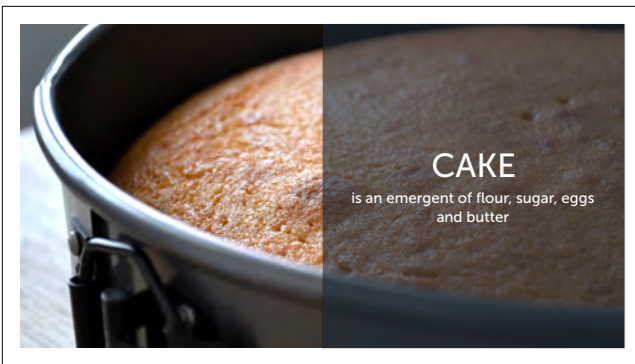 CAKE
is an emergent of flour, sugar, eggs
and butter